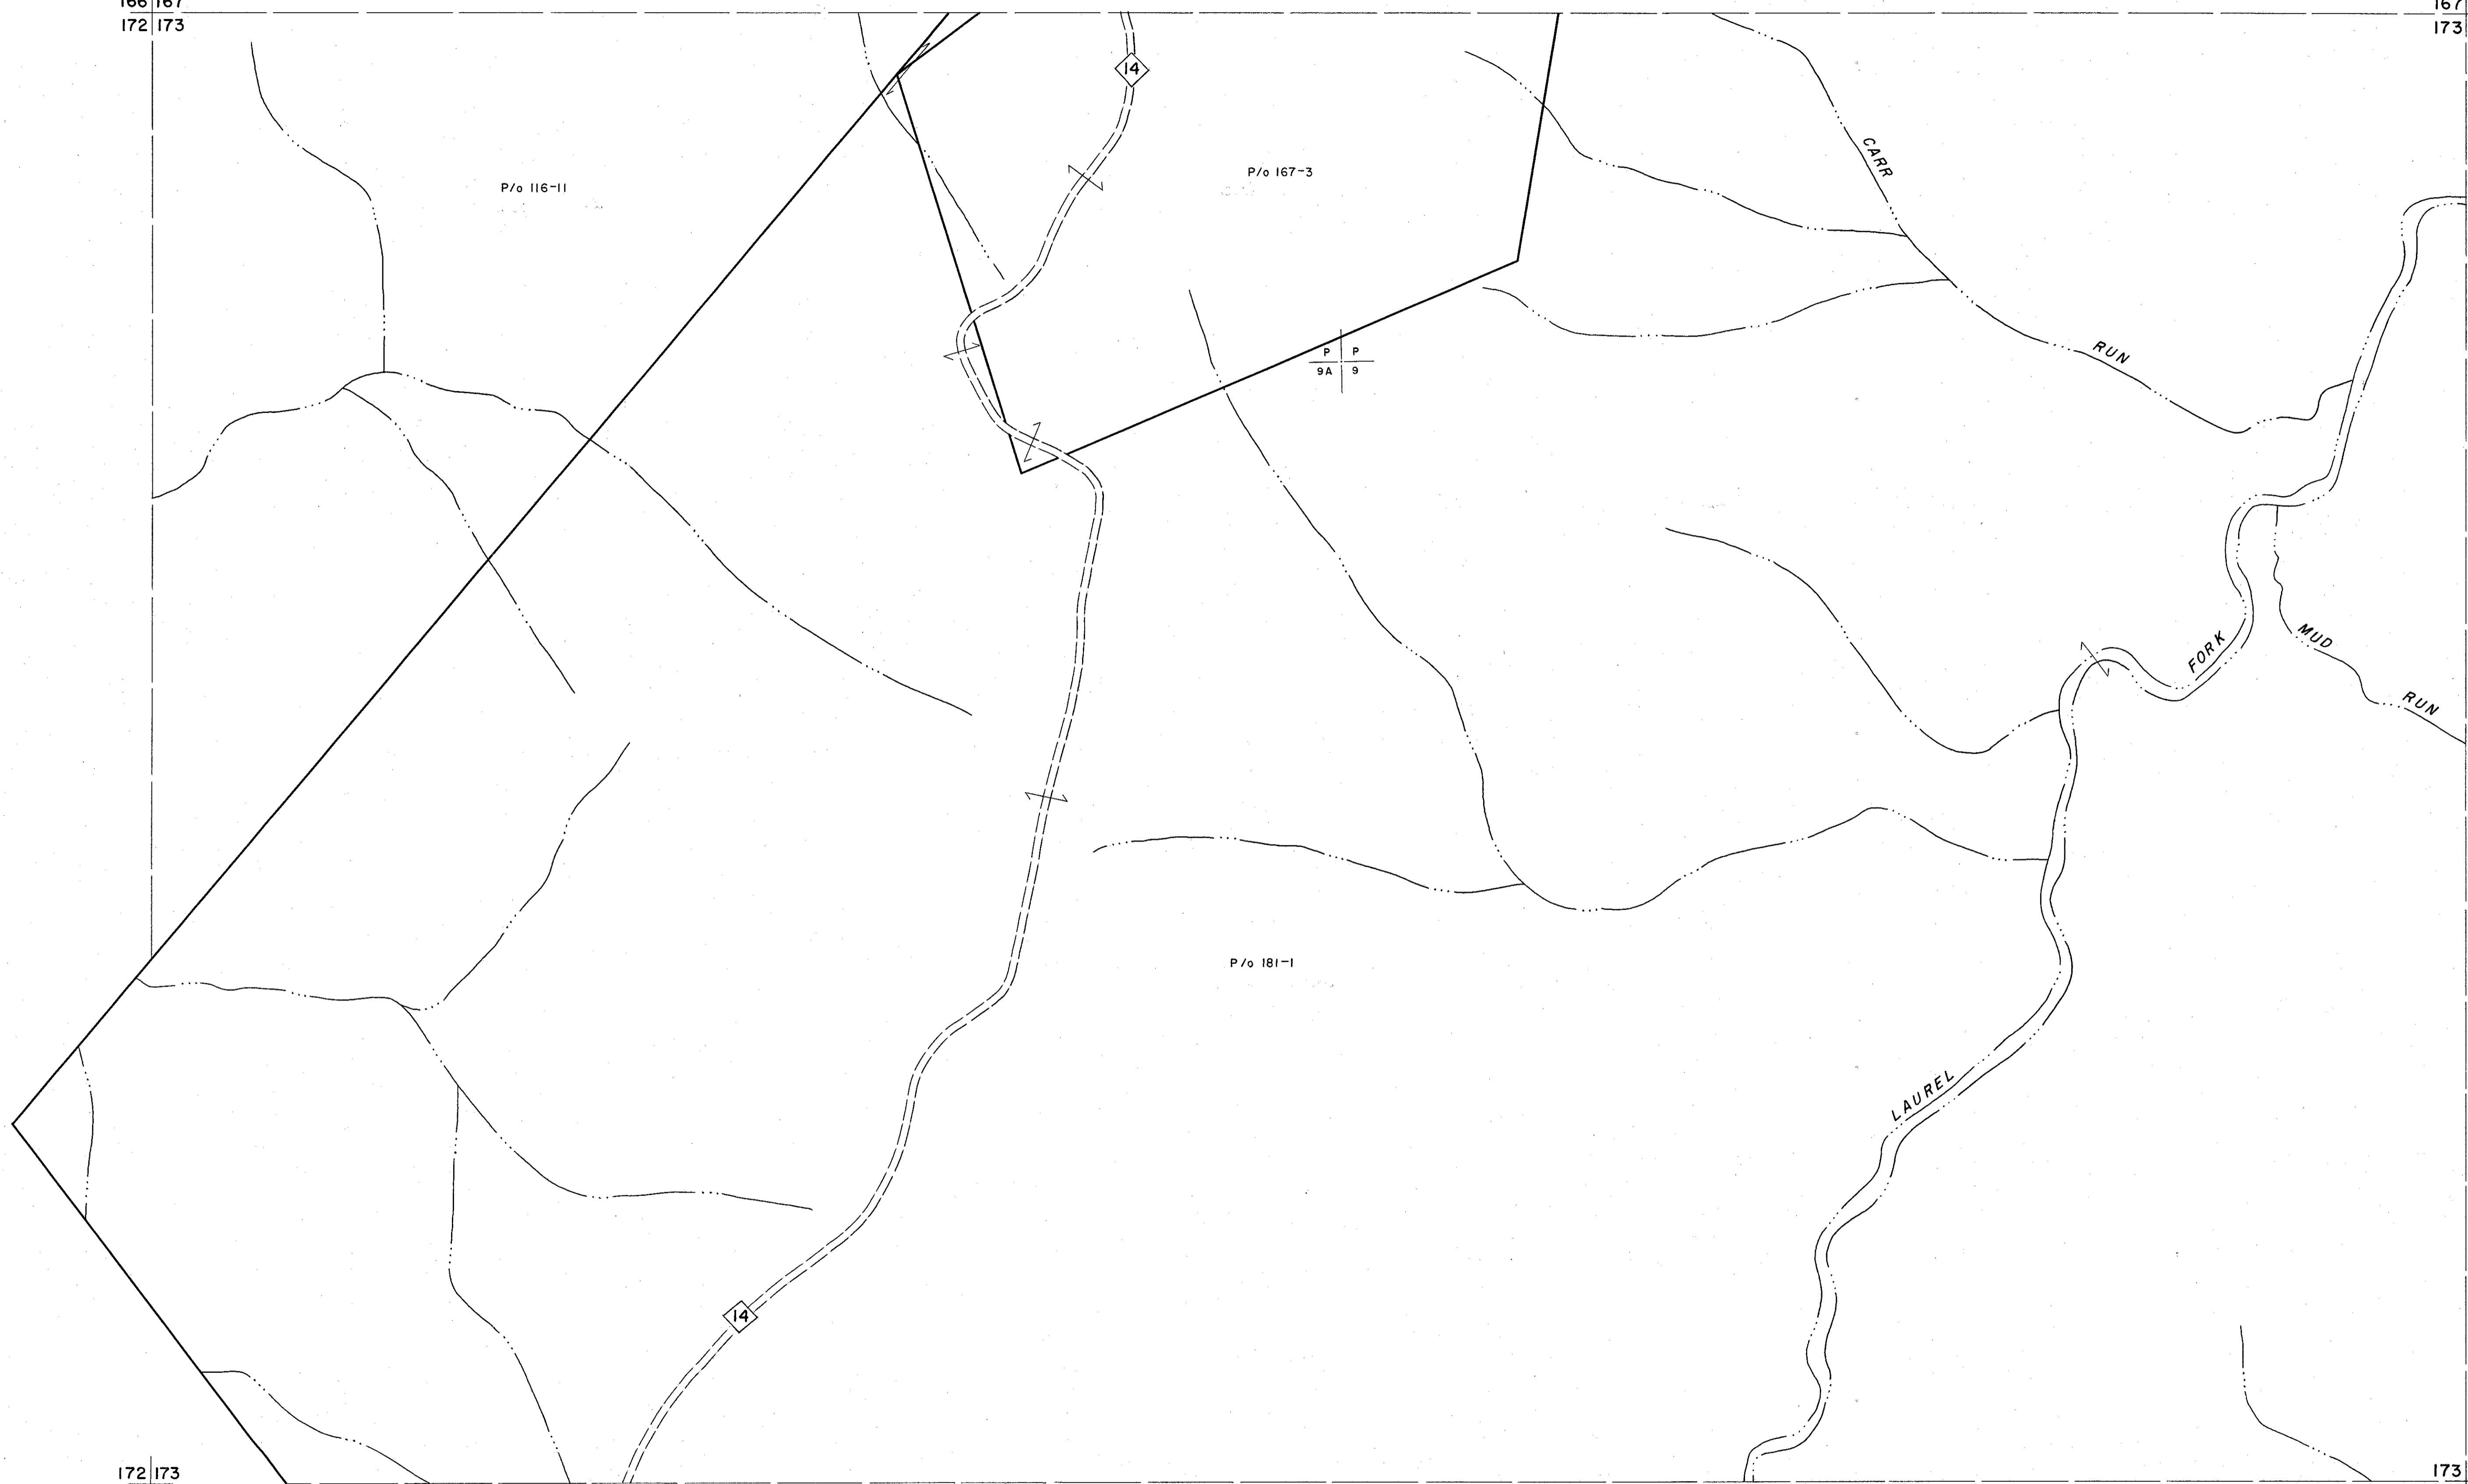 166 167
167
172 173
173
14
CARR
P/o 167-3
P/o 116-11
RUN
P P
9A 9
MUD
FORK
RUN
P/o 181-1
LAUREL
14
172 173
173